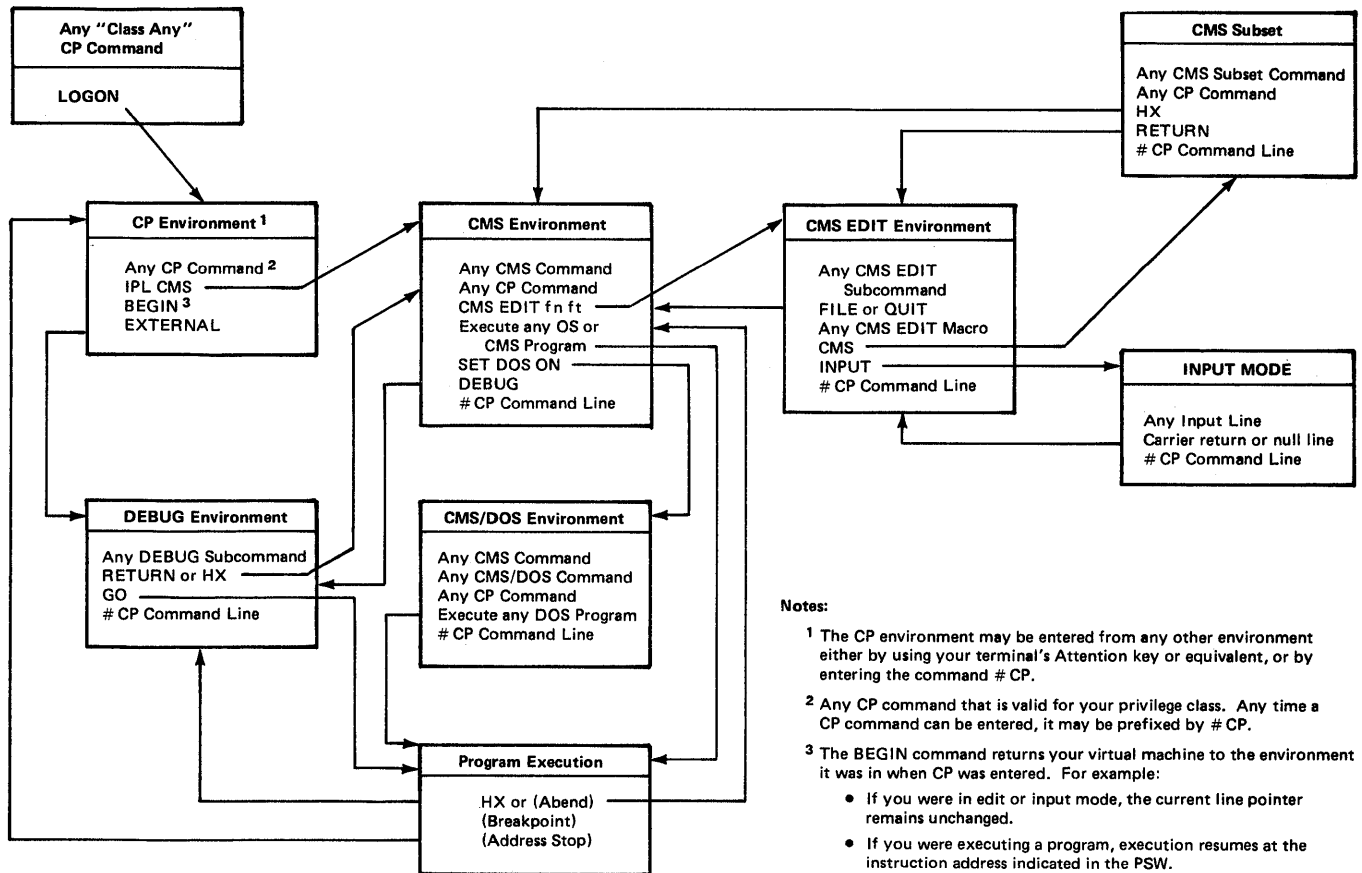 Any "Class Any"
CP Command
LOGON
CMS Subset
Any CMS Subset Command
Any CP Command
HX
RETURN
# CP Command Line
CP Environment 1
Any CP Command 2
IPL CMS
BEGIN 3
EXTERNAL
CMS Environment
Any CMS Command
Any CP Command
CMS EDIT fn ft
Execute any OS or
CMS Program
SET DOS ON
DEBUG
# CP Command Line
CMS EDIT Environment
Any CMS EDIT
Subcommand
FILE or QUIT
Any CMS EDIT Macro
CMS
INPUT
# CP Command Line
INPUT MODE
Any Input Line
Carrier return or null line
# CP Command Line
DEBUG Environment
Any DEBUG Subcommand
RETURN or HX
GO
# CP Command Line
CMS/DOS Environment
Any CMS Command
Any CMS/DOS Command
Any CP Command
Execute any DOS Program
# CP Command Line
Program Execution
HX or (Abend)
(Breakpoint)
(Address Stop)
Notes:
1 The CP environment may be entered from any other environment
either by using your terminal's Attention key or equivalent, or by
entering the command # CP.
2 Any CP command that is valid for your privilege class. Any time a
CP command can be entered, it may be prefixed by # CP.
3 The BEGIN command returns your virtual machine to the environment
it was in when CP was entered. For example:
• If you were in edit or input mode, the current line pointer
remains unchanged.
• If you were executing a program, execution resumes at the
instruction address indicated in the PSW.